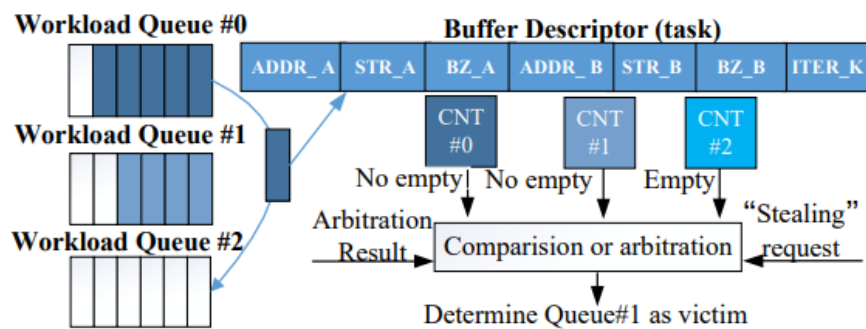 Workload Queue #0
Buffer Descriptor (task)
ADDR_ A STR_A BZ_A ADDR_B STR_B BZ_B ITER_K
Workload Queue #1
CNT
#0
CNT
#1
CNT
#2
No empty
No empty
Empty
Workload Queue #2
Arbitration
Result
Comparision or arbitration
“Stealing”
request
Determine Queue#1 as victim